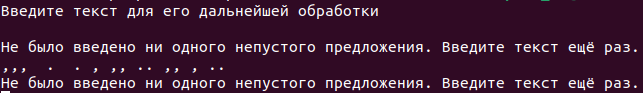 Введите текст для его дальнейшей обработки
Не было введено ни одного непустого предложения. Введите текст ещё раз.
,,,  .  . , ,, .. ,, , ..
Не было введено ни одного непустого предложения. Введите текст ещё раз.